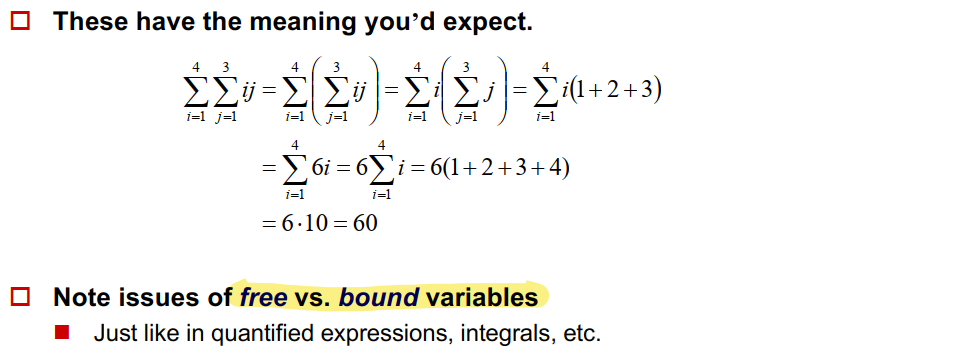 These have the meaning you’d expect.
$\sum_{i=1}^{4}\sum_{j=1}^{3} ij = \sum_{i=1}^{4}\left(\sum_{j=1}^{3} ij\right) = \sum_{i=1}^{4} i\left(\sum_{j=1}^{3} j\right) = \sum_{i=1}^{4} i(1+2+3)$
$= \sum_{i=1}^{4} 6i = 6\sum_{i=1}^{4} i = 6(1+2+3+4)$
$= 6 \cdot 10 = 60$
Note issues of free vs. bound variables
Just like in quantified expressions, integrals, etc.